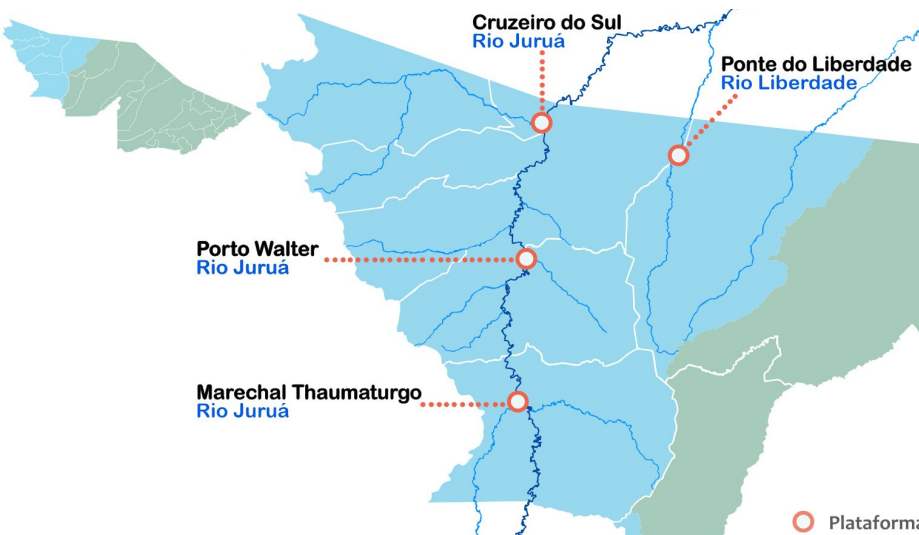 Cruzeiro do Sul
Rio Juruá
Ponte do Liberdade
Rio Liberdade
Porto Walter
Rio Juruá
Marechal Thaumaturgo
Rio Juruá
Plataforma